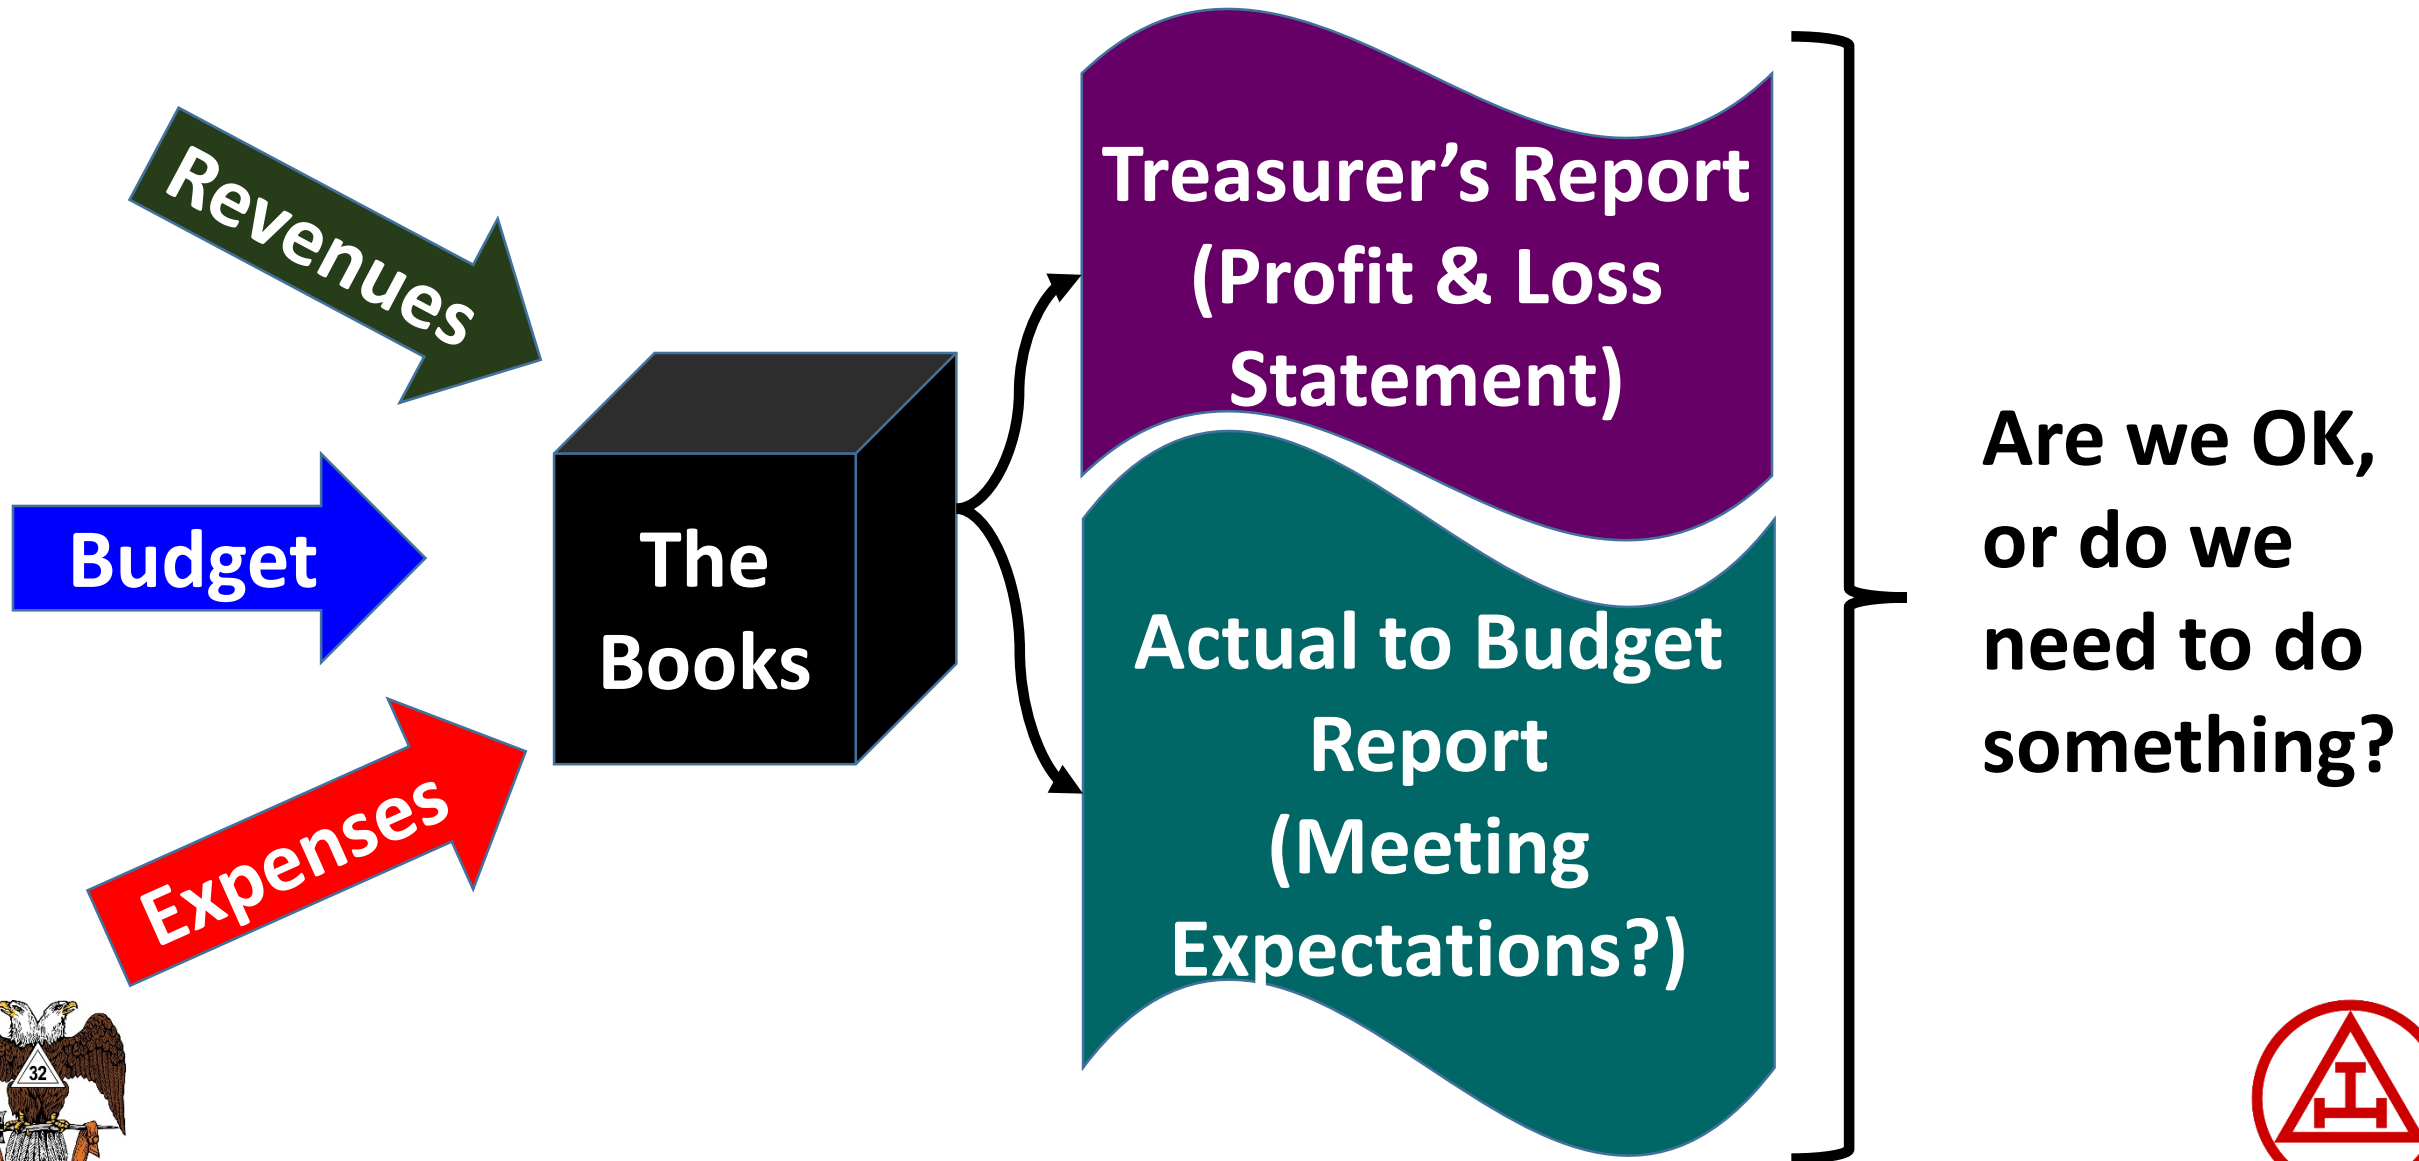 Revenues
Budget
Expenses
The
Books
Treasurer’s Report
(Profit & Loss
Statement)
Actual to Budget
Report
(Meeting
Expectations?)
Are we OK,
or do we
need to do
something?
32